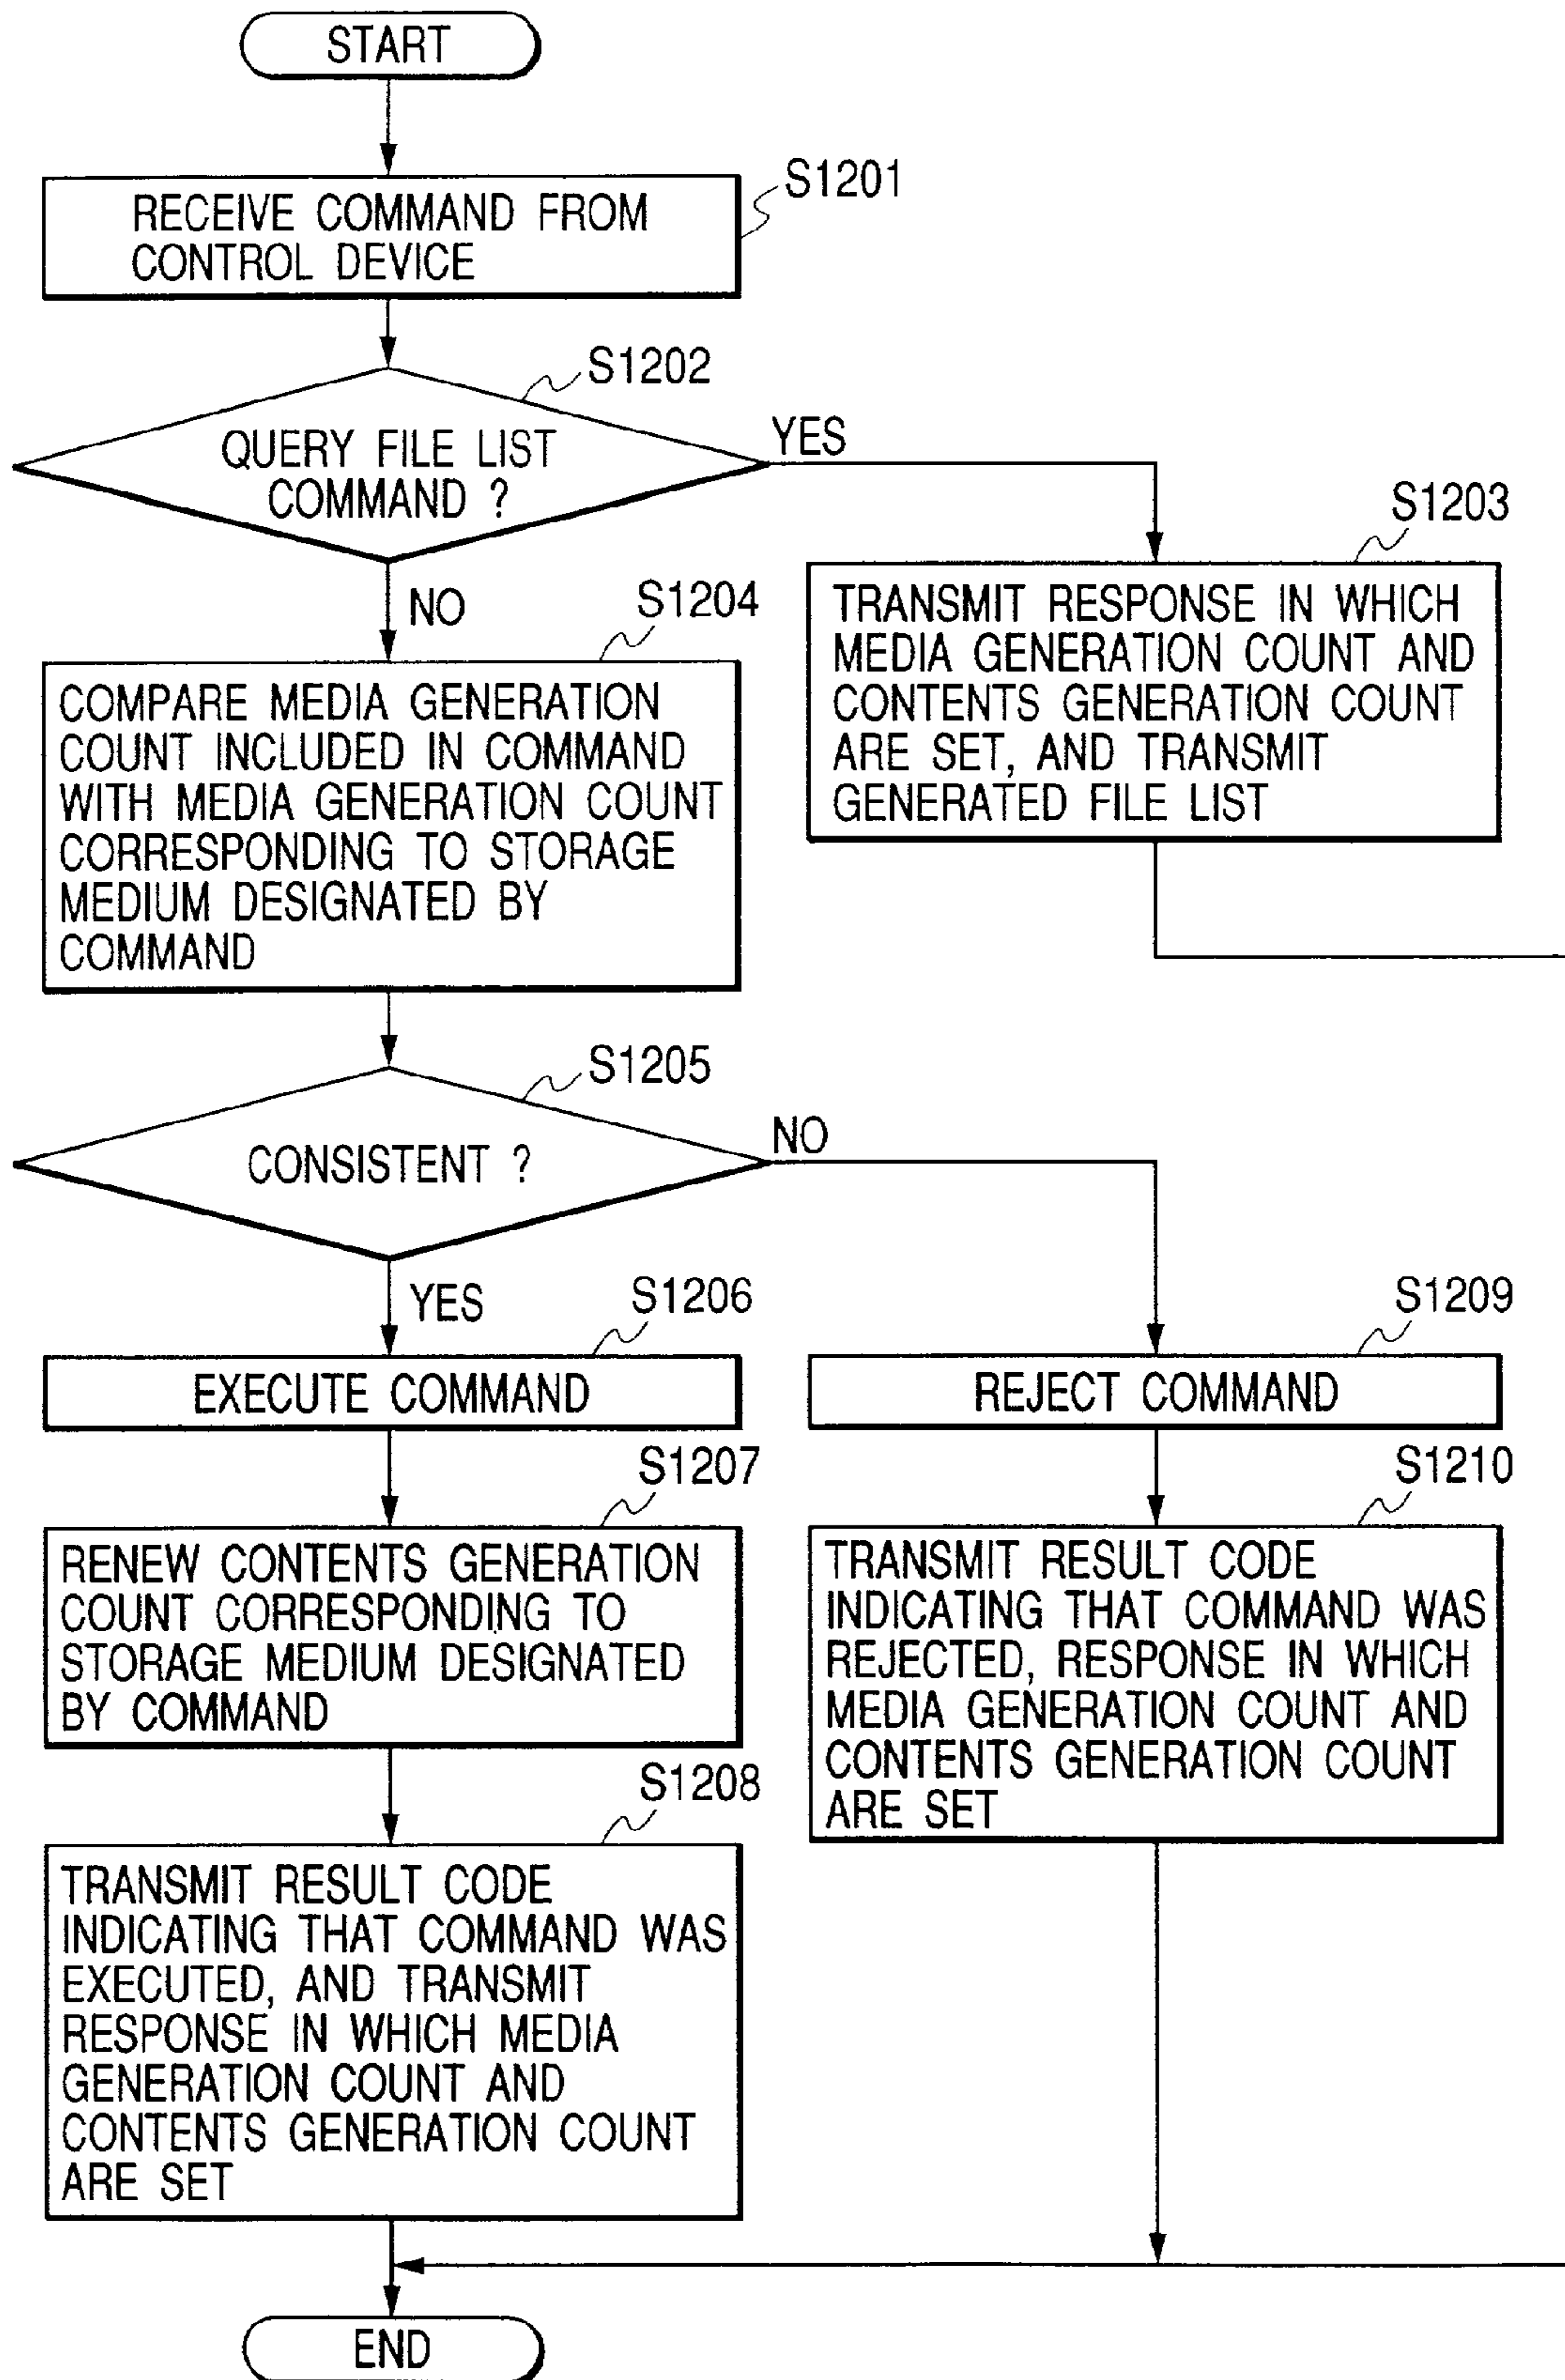 START
S1201
RECEIVE COMMAND FROM
CONTROL DEVICE
S1202
QUERY FILE LIST
COMMAND ?
YES
NO
S1203
TRANSMIT RESPONSE IN WHICH
MEDIA GENERATION COUNT AND
CONTENTS GENERATION COUNT
ARE SET, AND TRANSMIT
GENERATED FILE LIST
S1204
COMPARE MEDIA GENERATION
COUNT INCLUDED IN COMMAND
WITH MEDIA GENERATION COUNT
CORRESPONDING TO STORAGE
MEDIUM DESIGNATED BY
COMMAND
S1205
CONSISTENT ?
NO
YES
S1206
EXECUTE COMMAND
S1209
REJECT COMMAND
S1207
RENEW CONTENTS GENERATION
COUNT CORRESPONDING TO
STORAGE MEDIUM DESIGNATED
BY COMMAND
S1210
TRANSMIT RESULT CODE
INDICATING THAT COMMAND WAS
REJECTED, RESPONSE IN WHICH
MEDIA GENERATION COUNT AND
CONTENTS GENERATION COUNT
ARE SET
S1208
TRANSMIT RESULT CODE
INDICATING THAT COMMAND WAS
EXECUTED, AND TRANSMIT
RESPONSE IN WHICH MEDIA
GENERATION COUNT AND
CONTENTS GENERATION COUNT
ARE SET
END